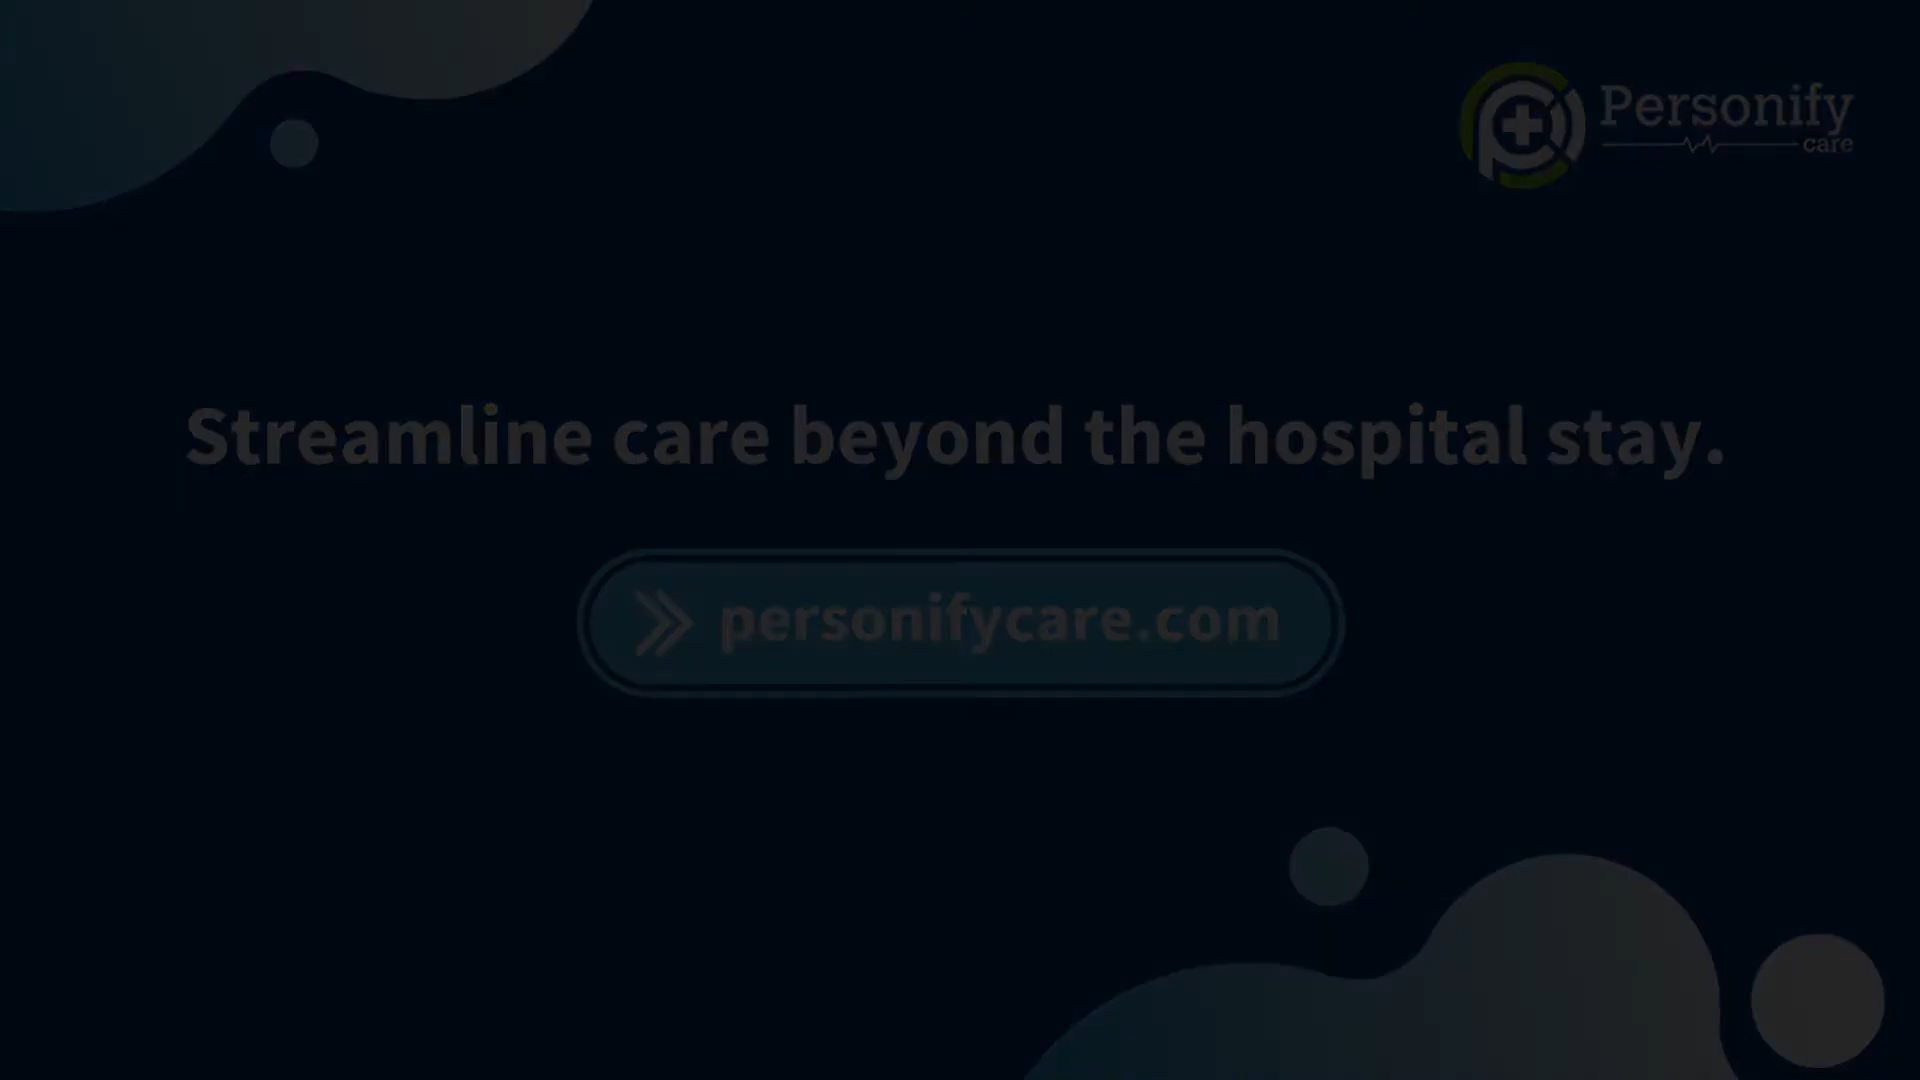 Personify
care
Streamline care beyond the hospital stay.
personifycare.com